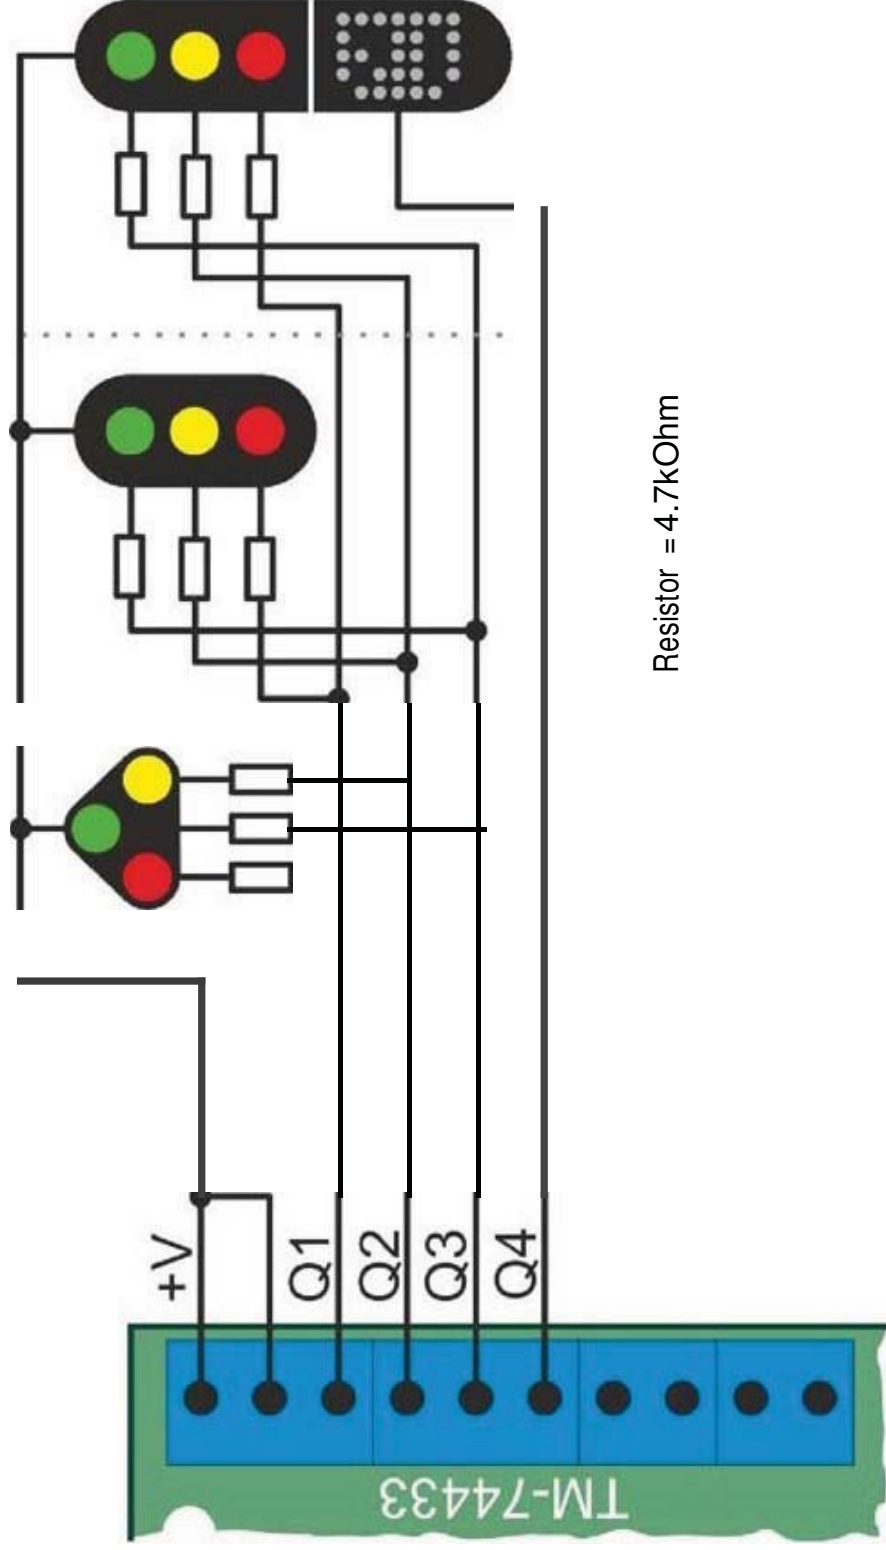 Resistor = 4.7kOhm
+V
Q1
Q2
Q3
Q4
TM-74433